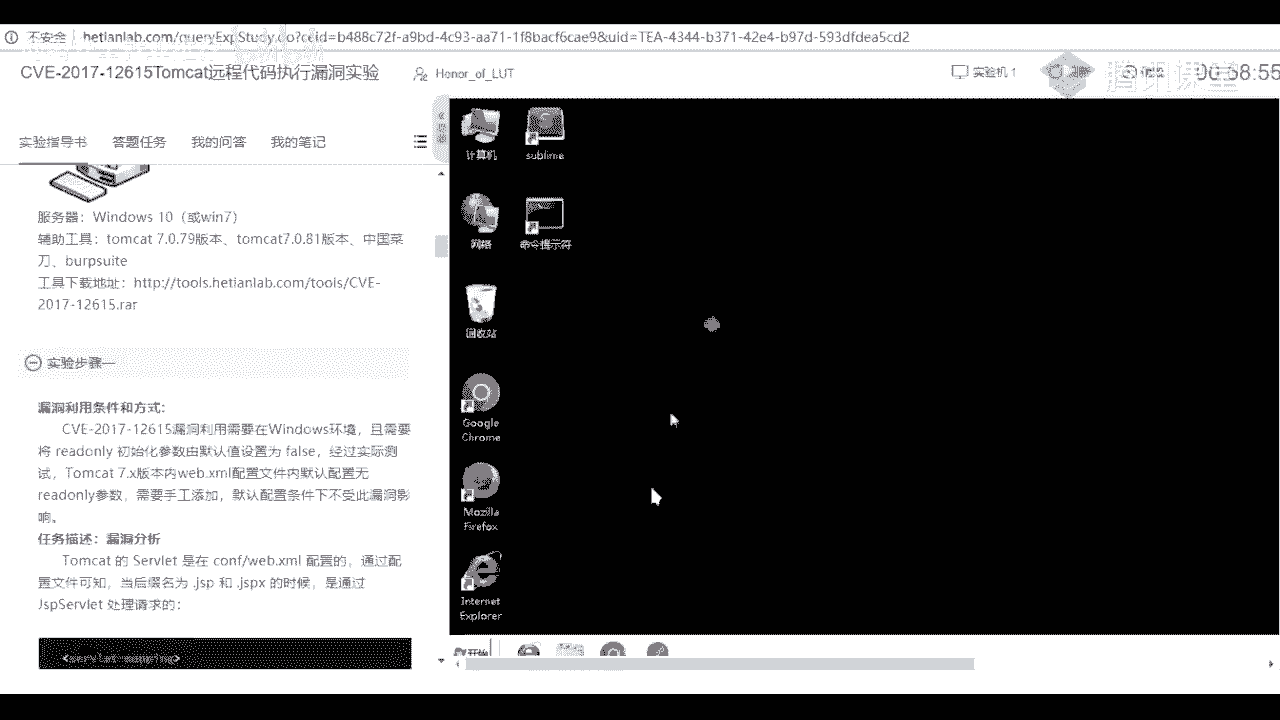 不安全 hetianlab.com/queryExpStudy.do?ceid=b488c72f-a9bd-4c93-aa71-1f8bacf6cae9&uid=TEA-4344-b371-42e4-b97d-593dfdea5cd2
CVE-2017-12615Tomcat远程代码执行漏洞实验
Honor_of_LUT
实验机 1
腾讯课堂
00:58:55
实验指导书 答题任务 我的问答 我的笔记
服务器：Windows 10（或win7）
辅助工具：tomcat 7.0.79版本、tomcat7.0.81版本、中国菜
刀、burpsuite
工具下载地址：http://tools.hetianlab.com/tools/CVE-
2017-12615.rar
实验步骤一
漏洞利用条件和方式：
CVE-2017-12615漏洞利用需要在Windows环境，且需要
将 readonly 初始化参数由默认值设置为 false，经过实际测
试，Tomcat 7.x版本内web.xml配置文件内默认配置无
readonly参数，需要手工添加，默认配置条件下不受此漏洞影
响。
任务描述：漏洞分析
Tomcat 的 Servlet 是在 conf/web.xml 配置的，通过配
置文件可知，当后缀名为 .jsp 和 .jspx 的时候，是通过
JspServlet 处理请求的：
<servlet-mapping>
计算机
sublime
网络
命令提示符
回收站
Google
Chrome
Mozilla
Firefox
Internet
Explorer
开始